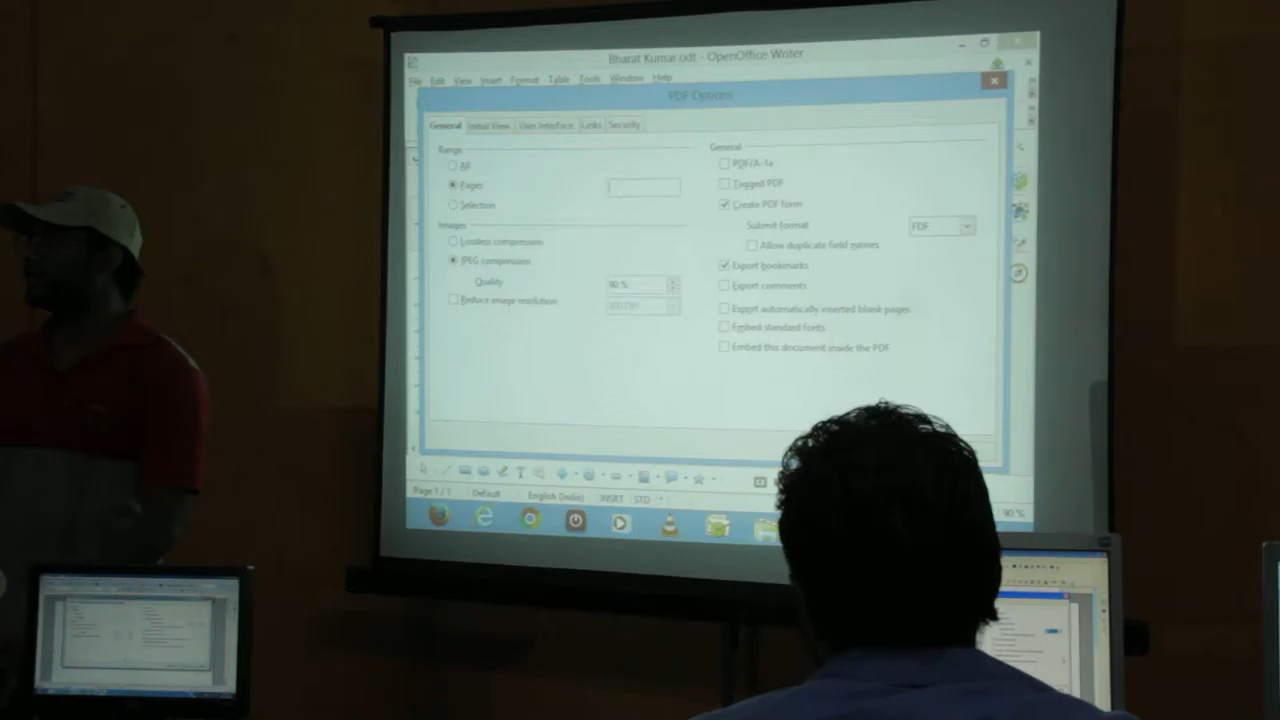 Bharat Kumar.odt - OpenOffice Writer
File Edit View Insert Format Table Tools Window Help
PDF Options
General Initial View User Interface Links Security
Range
All
Pages
Selection
Images
Lossless compression
JPEG compression
Quality 90 %
Reduce image resolution 300 DPI
General
PDF/A-1a
Tagged PDF
Create PDF form
Submit format FDF
Allow duplicate field names
Export bookmarks
Export comments
Export automatically inserted blank pages
Embed standard fonts
Embed this document inside the PDF
Page 1 / 1 Default English (India) INSRT STD * 90 %